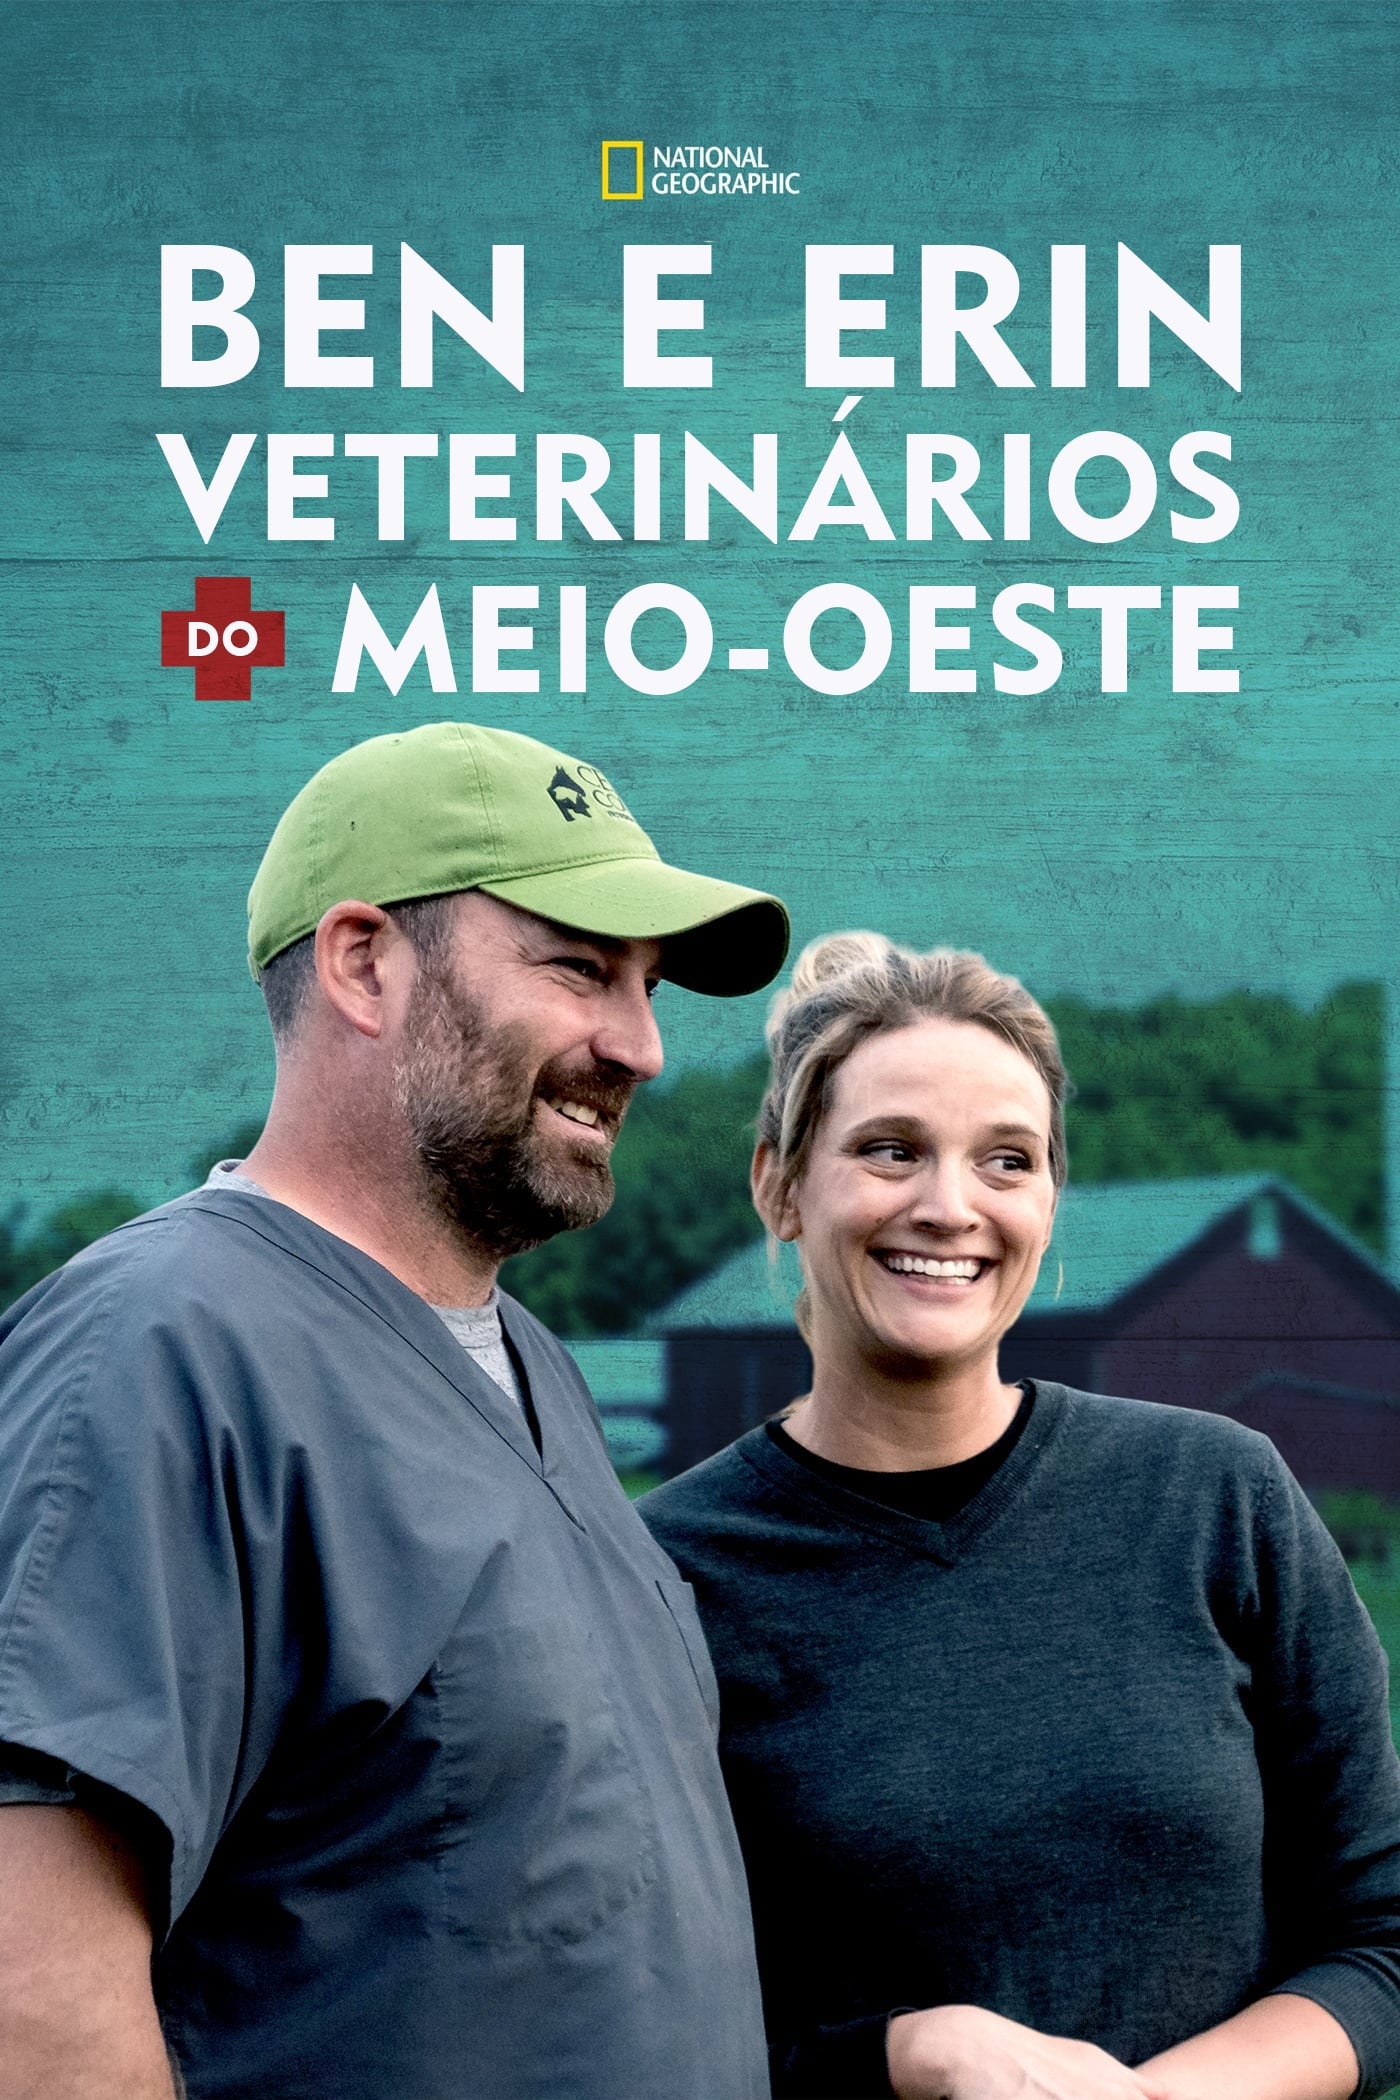 NATIONAL
GEOGRAPHIC
BEN E ERIN
VETERINÁRIOS
DO MEIO-OESTE